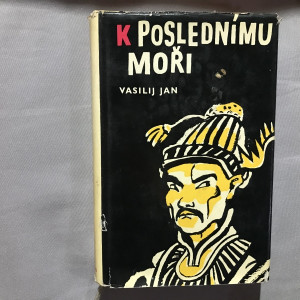 K POSLEDNÍMU
MOŘI
VASILIJ JAN